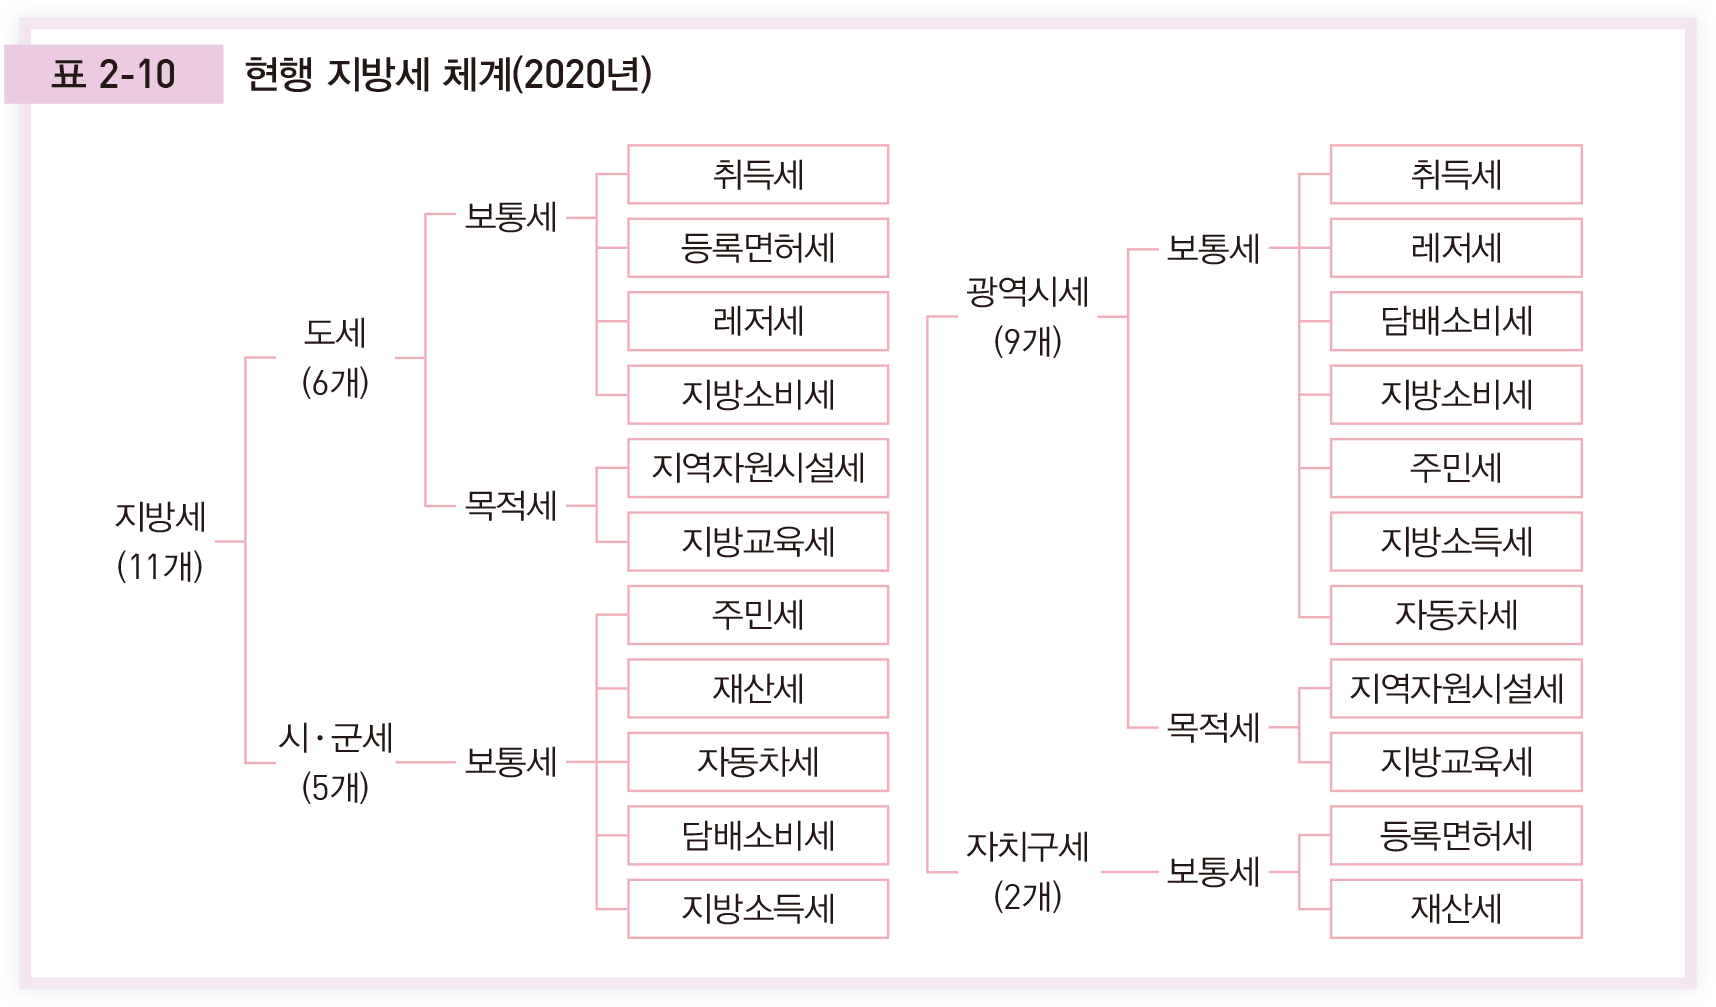 표 2-10
현행 지방세 체계(2020년)
지방세
(11개)
도세
(6개)
보통세
취득세
등록면허세
레저세
지방소비세
목적세
지역자원시설세
지방교육세
시·군세
(5개)
보통세
주민세
재산세
자동차세
담배소비세
지방소득세
광역시세
(9개)
보통세
취득세
레저세
담배소비세
지방소비세
주민세
지방소득세
자동차세
목적세
지역자원시설세
지방교육세
자치구세
(2개)
보통세
등록면허세
재산세